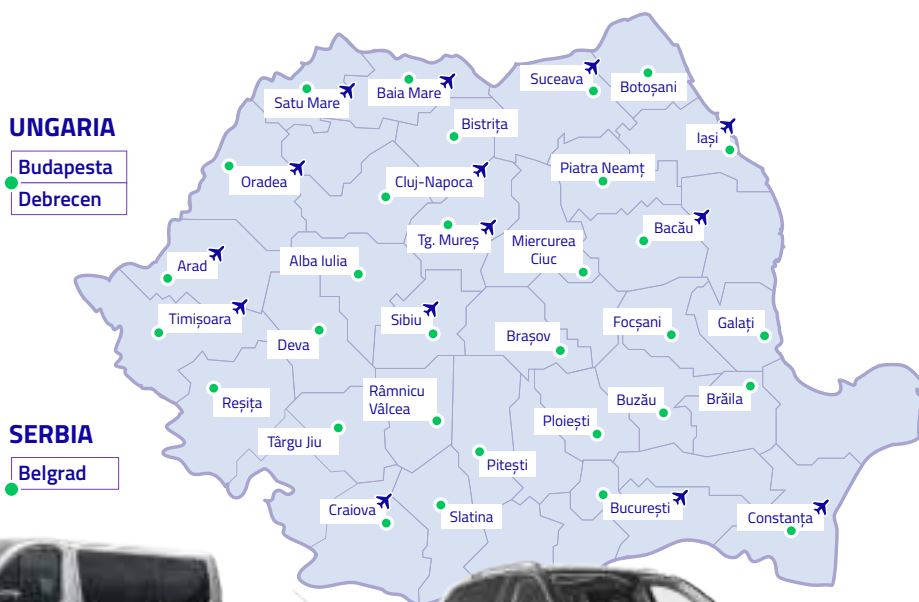 UNGARIA
Budapesta
Debrecen
SERBIA
Belgrad
Satu Mare
Baia Mare
Suceava
Botoșani
Bistrița
Iași
Oradea
Cluj-Napoca
Piatra Neamț
Tg. Mureș
Miercurea
Ciuc
Bacău
Arad
Alba Iulia
Timișoara
Deva
Sibiu
Brașov
Focșani
Galați
Reșița
Râmnicu
Vâlcea
Târgu Jiu
Ploiești
Buzău
Brăila
Pitești
Craiova
Slatina
București
Constanța